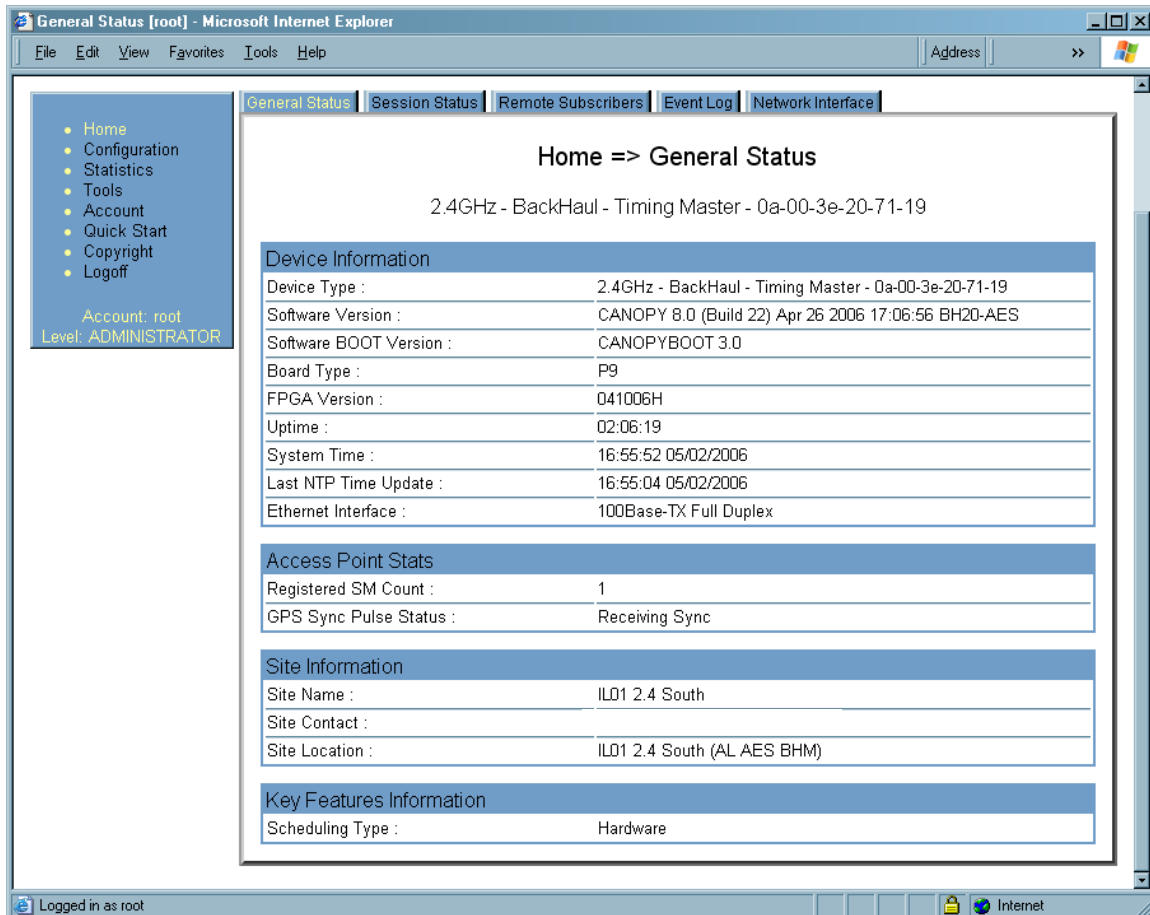 General Status [root] - Microsoft Internet Explorer
File Edit View Favorites Tools Help Address »
General Status Session Status Remote Subscribers Event Log Network Interface
Home
Configuration
Statistics
Tools
Account
Quick Start
Copyright
Logoff
Account: root
Level: ADMINISTRATOR
Home => General Status
2.4GHz - BackHaul - Timing Master - 0a-00-3e-20-71-19
Device Information
Device Type : 2.4GHz - BackHaul - Timing Master - 0a-00-3e-20-71-19
Software Version : CANOPY 8.0 (Build 22) Apr 26 2006 17:06:56 BH20-AES
Software BOOT Version : CANOPYBOOT 3.0
Board Type : P9
FPGA Version : 041006H
Uptime : 02:06:19
System Time : 16:55:52 05/02/2006
Last NTP Time Update : 16:55:04 05/02/2006
Ethernet Interface : 100Base-TX Full Duplex
Access Point Stats
Registered SM Count : 1
GPS Sync Pulse Status : Receiving Sync
Site Information
Site Name : IL01 2.4 South
Site Contact :
Site Location : IL01 2.4 South (AL AES BHM)
Key Features Information
Scheduling Type : Hardware
Logged in as root Internet